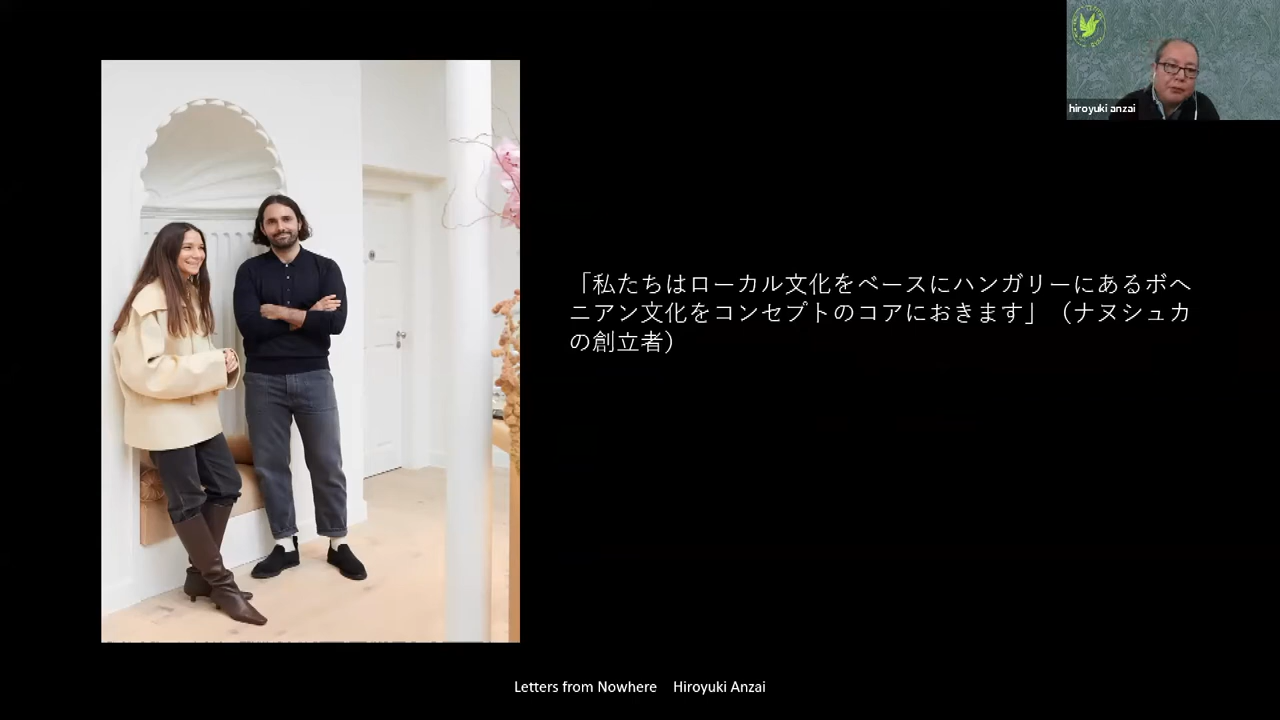 hiroyuki anzai
「私たちはローカル文化をベースにハンガリーにあるボヘ
ニアン文化をコンセプトのコアにおきます」（ナヌシュカ
の創立者）
Letters from Nowhere Hiroyuki Anzai